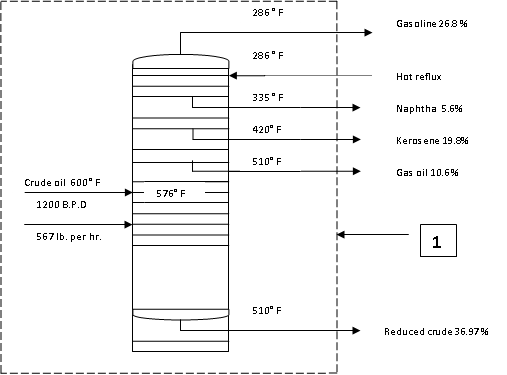 286° F
Gasoline 26.8 %
286° F
Hot reflux
335° F
Naphtha 5.6%
420° F
Kerosene 19.8%
510° F
Gas oil 10.6%
Crude oil 600° F
576° F
1200 B.P.D
567 lb. per hr.
1
510° F
Reduced crude 36.97%